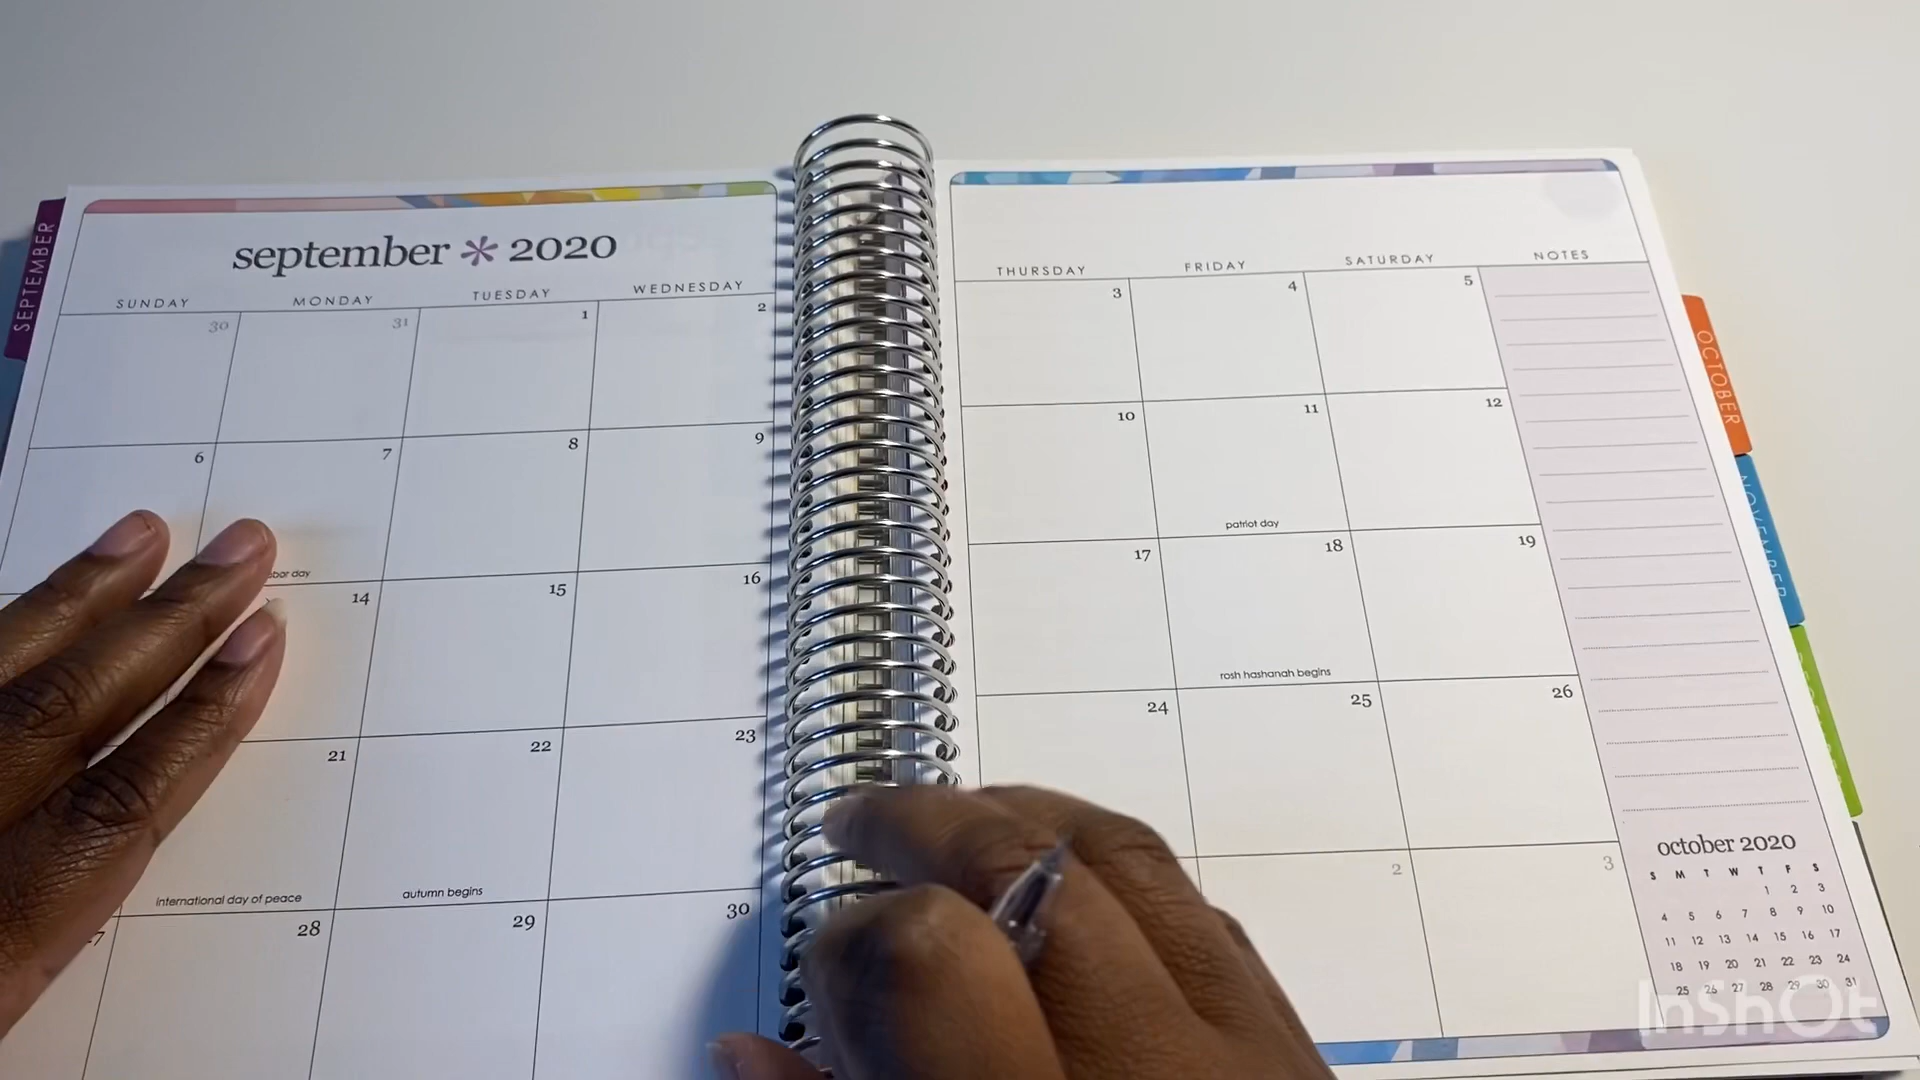 SEPTEMBER
september * 2020
SUNDAY MONDAY TUESDAY WEDNESDAY
30 31 1 2
6 7 8 9
14 15 16
21 22 23
international day of peace autumn begins
28 29 30
THURSDAY FRIDAY SATURDAY NOTES
3 4 5
10 11 12
patriot day
17 18 19
rosh hashanah begins
24 25 26
2 3
october 2020
S M T W T F S
1 2 3
4 5 6 7 8 9 10
11 12 13 14 15 16 17
18 19 20 21 22 23 24
25 26 27 28 29 30 31
OCTOBER
NOVEMBER
InShOt